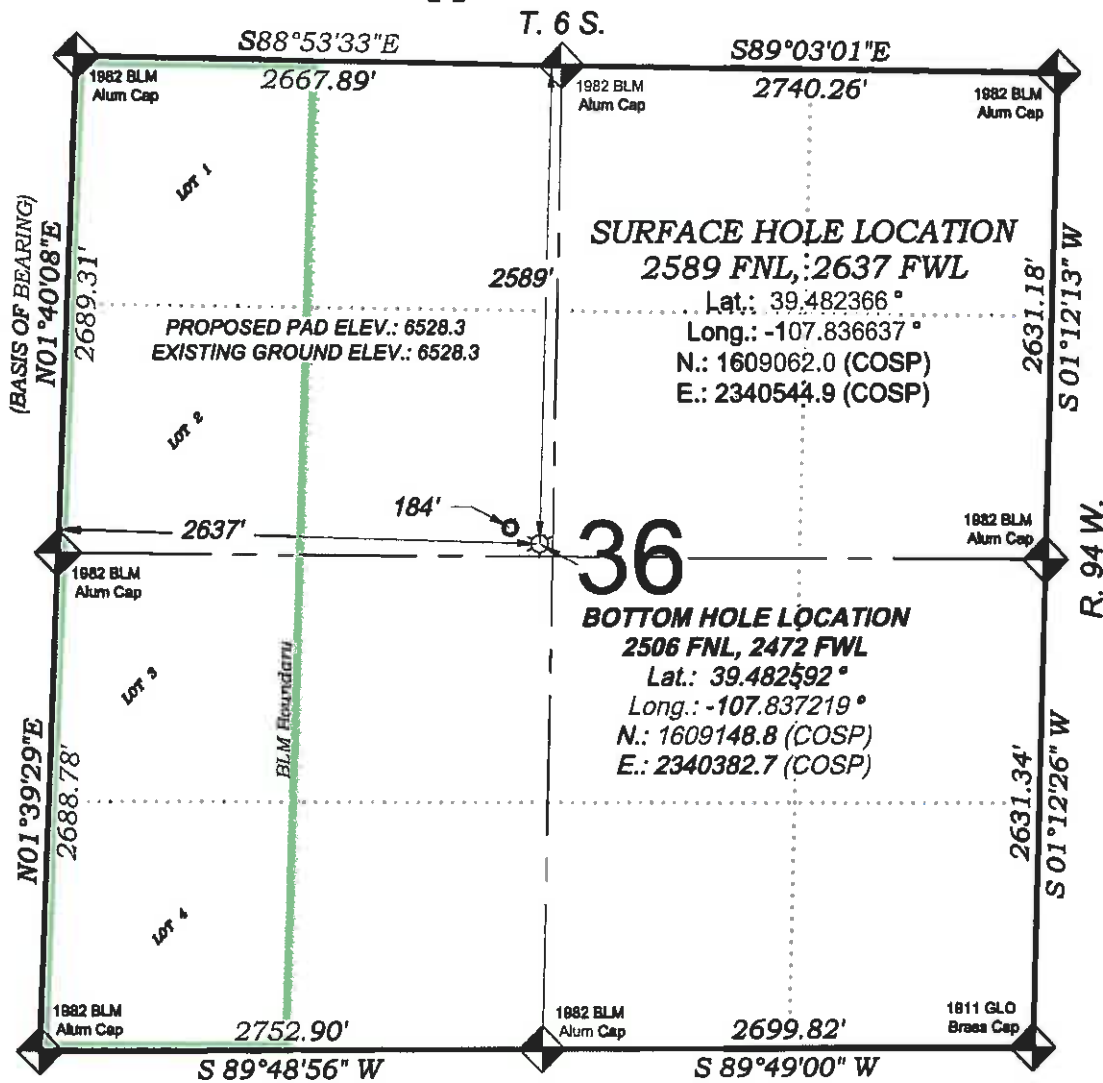 T. 6 S.
S88°53'33"E
S89°03'01"E
1982 BLM
Alum Cap
2667.89'
1982 BLM
Alum Cap
2740.26'
1982 BLM
Alum Cap
LOT 1
(BASIS OF BEARING)
N01°40'08"E
2689.31'
SURFACE HOLE LOCATION
2589 FNL, 2637 FWL
Lat.: 39.482366 °
Long.: -107.836637 °
N.: 1609062.0 (COSP)
E.: 2340544.9 (COSP)
2589'
2631.18'
S 01°12'13" W
PROPOSED PAD ELEV.: 6528.3
EXISTING GROUND ELEV.: 6528.3
LOT 2
184'
2637'
36
1982 BLM
Alum Cap
R. 94 W.
1982 BLM
Alum Cap
BOTTOM HOLE LOCATION
2506 FNL, 2472 FWL
Lat.: 39.482592 °
Long.: -107.837219 °
N.: 1609148.8 (COSP)
E.: 2340382.7 (COSP)
LOT 3
BLM Boundary
N01°39'29"E
2688.78'
2631.34'
S 01°12'26" W
LOT 4
1982 BLM
Alum Cap
2752.90'
1982 BLM
Alum Cap
2699.82'
1911 GLO
Brass Cap
S 89°48'56" W
S 89°49'00" W